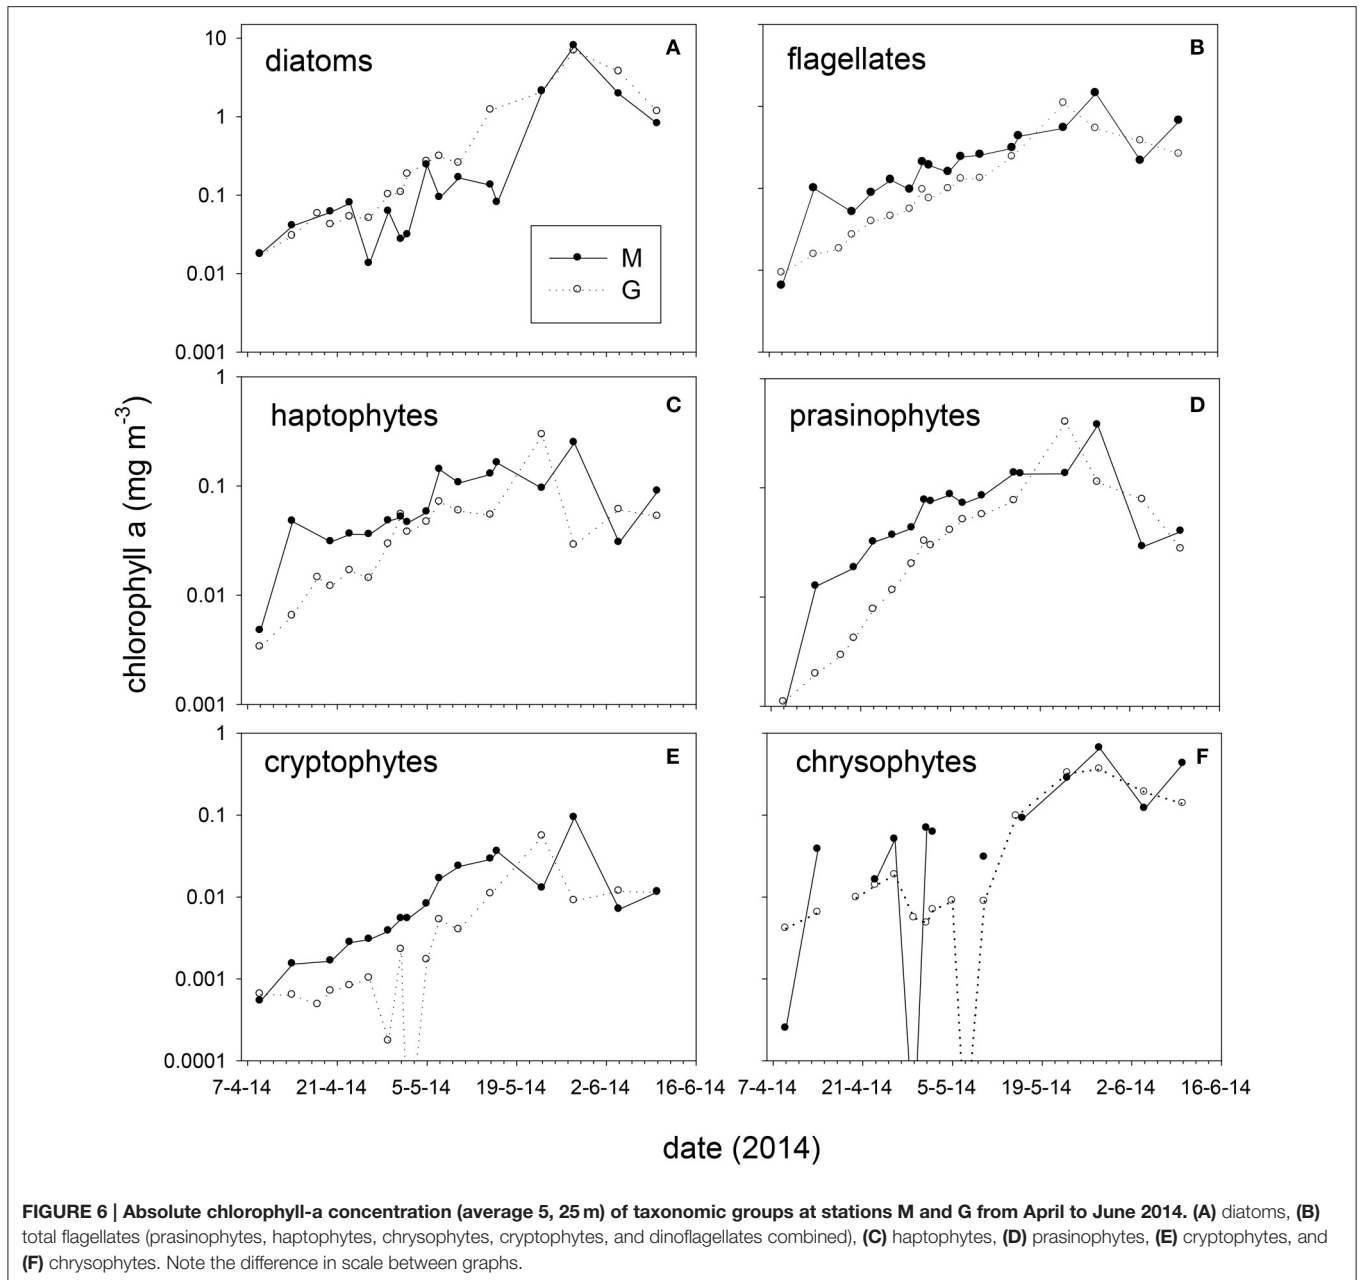 diatoms
A
10
1
0.1
0.01
0.001
M
G
flagellates
B
haptophytes
C
1
0.1
0.01
0.001
prasinophytes
D
chlorophyll a (mg m-3)
cryptophytes
E
1
0.1
0.01
0.001
0.0001
7-4-14 21-4-14 5-5-14 19-5-14 2-6-14 16-6-14
chrysophytes
F
7-4-14 21-4-14 5-5-14 19-5-14 2-6-14 16-6-14
date (2014)
FIGURE 6 | Absolute chlorophyll-a concentration (average 5, 25 m) of taxonomic groups at stations M and G from April to June 2014. (A) diatoms, (B)
total flagellates (prasinophytes, haptophytes, chrysophytes, cryptophytes, and dinoflagellates combined), (C) haptophytes, (D) prasinophytes, (E) cryptophytes, and
(F) chrysophytes. Note the difference in scale between graphs.